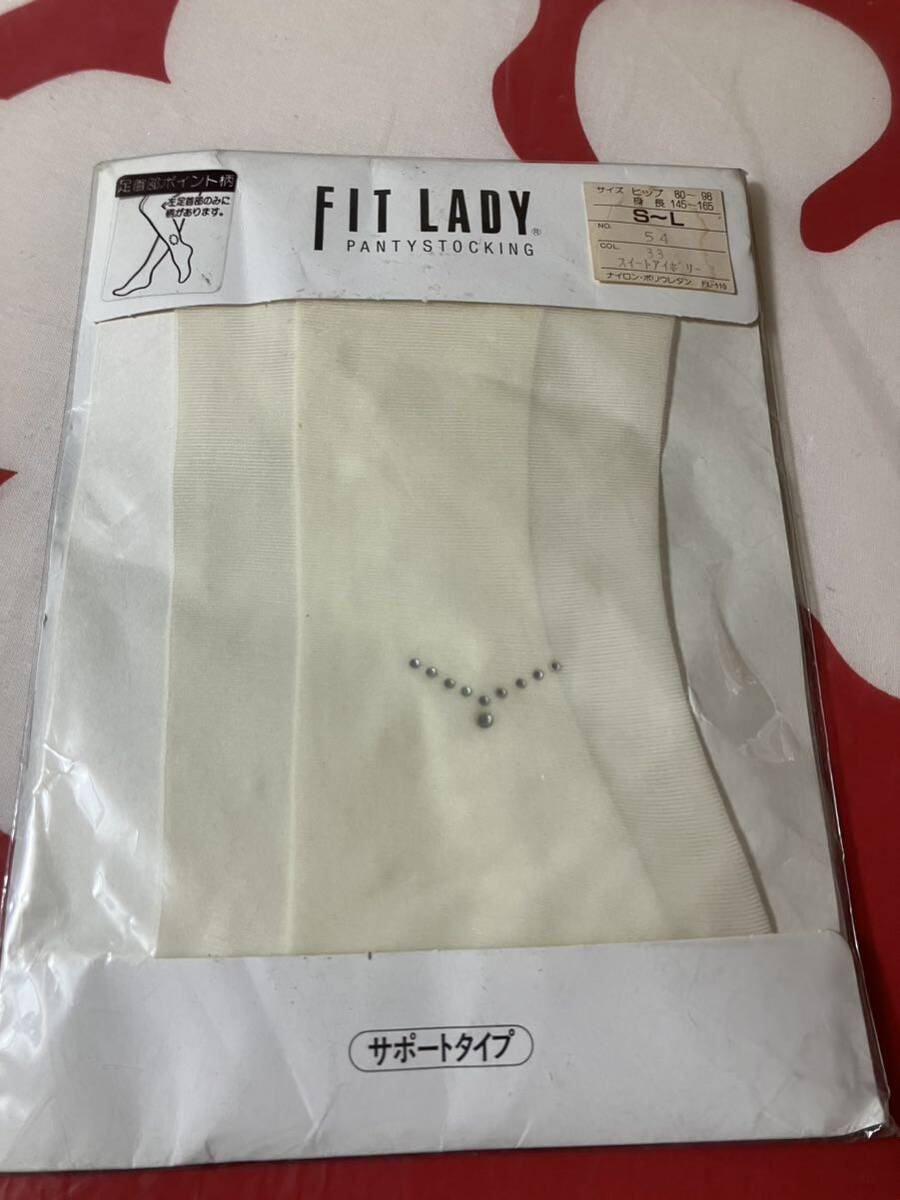 足首部ポイント柄
左足首部のみに
柄があります。
FIT LADY®
PANTYSTOCKING
サイズ ヒップ 80～98
身長 145～165
S～L
NO. 54
COL. 33
スイートアイボリー
ナイロン・ポリウレタン FL-110
サポートタイプ